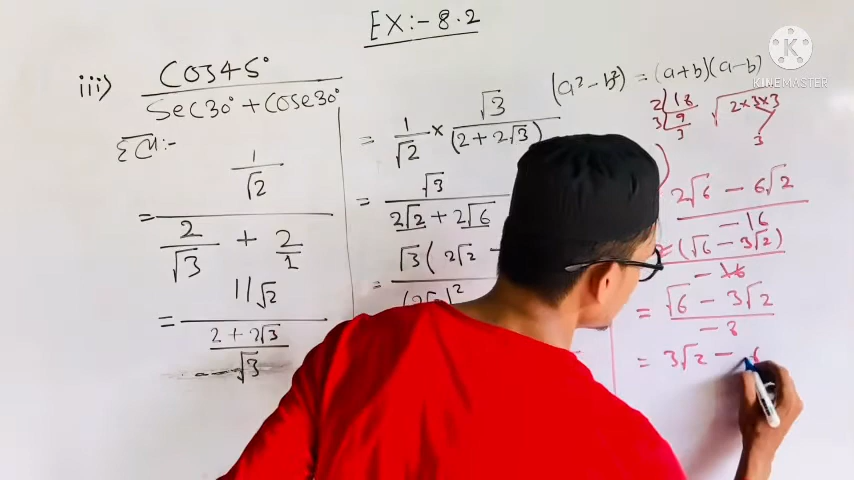 EX:- 8.2
KINEMASTER
iii) Cos45°
Sec30° + Cose30°
1
√2
= 
2/√3 + 2/1
= 1/√2
2 + 2√3
√3
= 1/√2 × √3/(2 + 2√3)
= √3
2√2 + 2√6
= √3( 2√2 -
(a² - b²) = (a+b)(a-b)
2 18
3 9
3
√2×3×3
3
2√6 - 6√2
-16
= (√6 - 3√2)
-16
= √6 - 3√2
-8
= 3√2 -